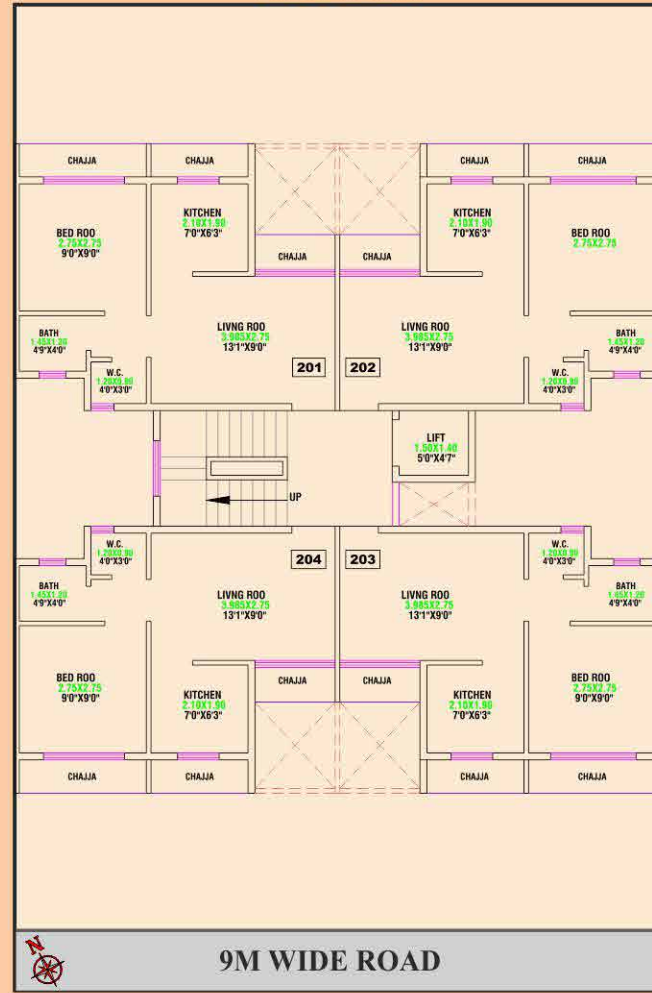 CHAJJA
CHAJJA
CHAJJA
CHAJJA
BED ROO
2.75X2.75
9'0"X9'0"
KITCHEN
2.10X1.90
7'0"X6'3"
KITCHEN
2.10X1.90
7'0"X6'3"
BED ROO
2.75X2.75
CHAJJA
CHAJJA
BATH
1.45X1.20
4'9"X4'0"
LIVNG ROO
3.985X2.75
13'1"X9'0"
LIVNG ROO
3.985X2.75
13'1"X9'0"
BATH
1.45X1.20
4'9"X4'0"
W.C.
1.20X0.90
4'0"X3'0"
201
202
W.C.
1.20X0.90
4'0"X3'0"
LIFT
1.50X1.40
5'0"X4'7"
UP
W.C.
1.20X0.90
4'0"X3'0"
204
203
W.C.
1.20X0.90
4'0"X3'0"
BATH
1.45X1.20
4'9"X4'0"
LIVNG ROO
3.985X2.75
13'1"X9'0"
LIVNG ROO
3.985X2.75
13'1"X9'0"
BATH
1.45X1.20
4'9"X4'0"
BED ROO
2.75X2.75
9'0"X9'0"
KITCHEN
2.10X1.90
7'0"X6'3"
CHAJJA
CHAJJA
KITCHEN
2.10X1.90
7'0"X6'3"
BED ROO
2.75X2.75
9'0"X9'0"
CHAJJA
CHAJJA
CHAJJA
CHAJJA
N
9M WIDE ROAD